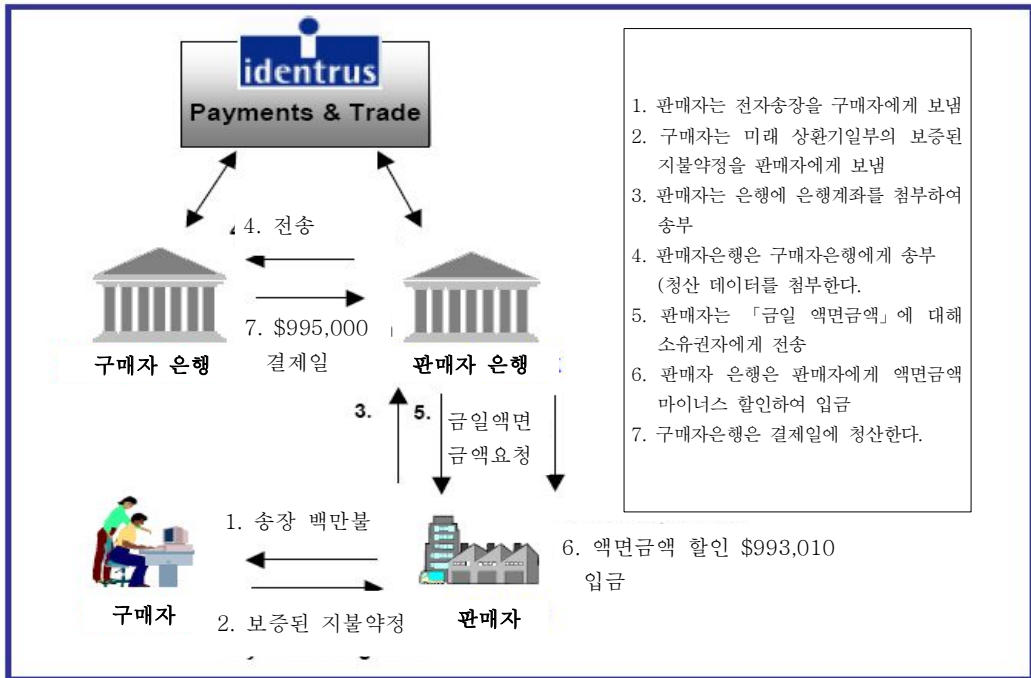 identrus
Payments & Trade
4. 전송
7. $995,000
결제일
구매자 은행
판매자 은행
3.
5.
금일액면
금액요청
1. 송장 백만불
6. 액면금액 할인 $993,010
입금
구매자
2. 보증된 지불약정
판매자
1. 판매자는 전자송장을 구매자에게 보냄
2. 구매자는 미래 상환기일부의 보증된
지불약정을 판매자에게 보냄
3. 판매자는 은행에 은행계좌를 첨부하여
송부
4. 판매자은행은 구매자은행에게 송부
(청산 데이터를 첨부한다.
5. 판매자는 「금일 액면금액」에 대해
소유권자에게 전송
6. 판매자 은행은 판매자에게 액면금액
마이너스 할인하여 입금
7. 구매자은행은 결제일에 청산한다.